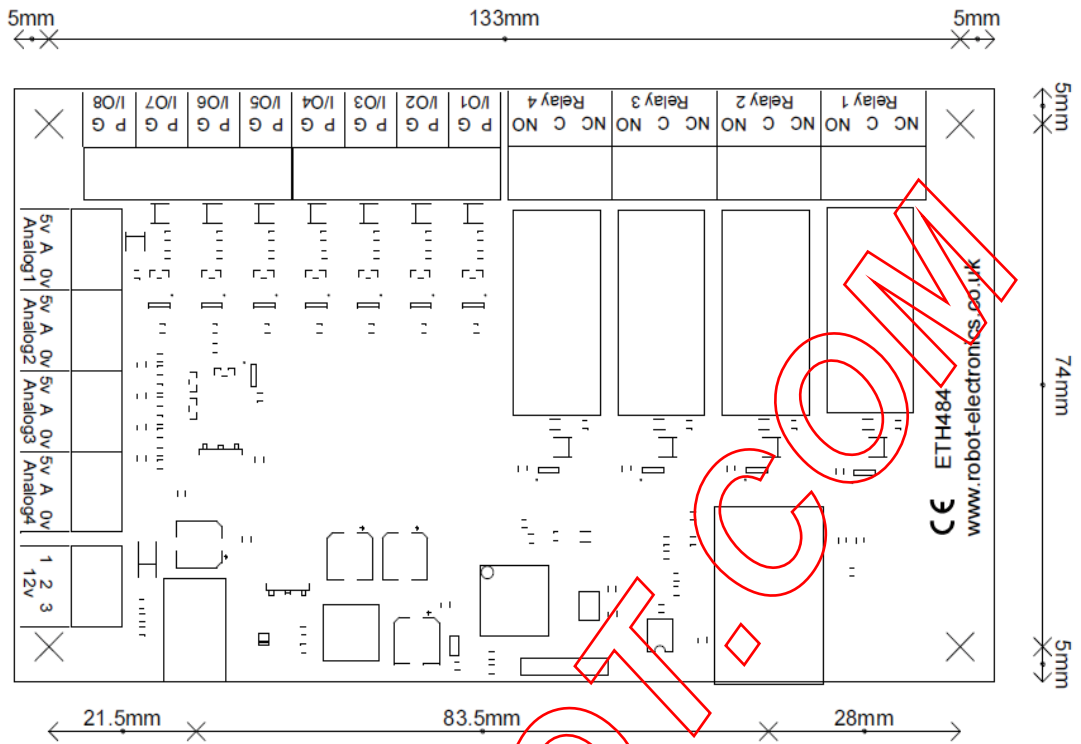 5mm 133mm 5mm
I/O8 I/O7 I/O6 I/O5 I/O4 I/O3 I/O2 I/O1 Relay 4 Relay 3 Relay 2 Relay 1
P G P G P G P G P G P G P G P G NO C NC NO C NC NO C NC NO C NC
5mm
74mm
5mm
5v A 0v
Analog1
5v A 0v
Analog2
5v A 0v
Analog3
5v A 0v
Analog4
1 2 3
12v
CE ETH484
www.robot-electronics.co.uk
T.COM
21.5mm 83.5mm 28mm